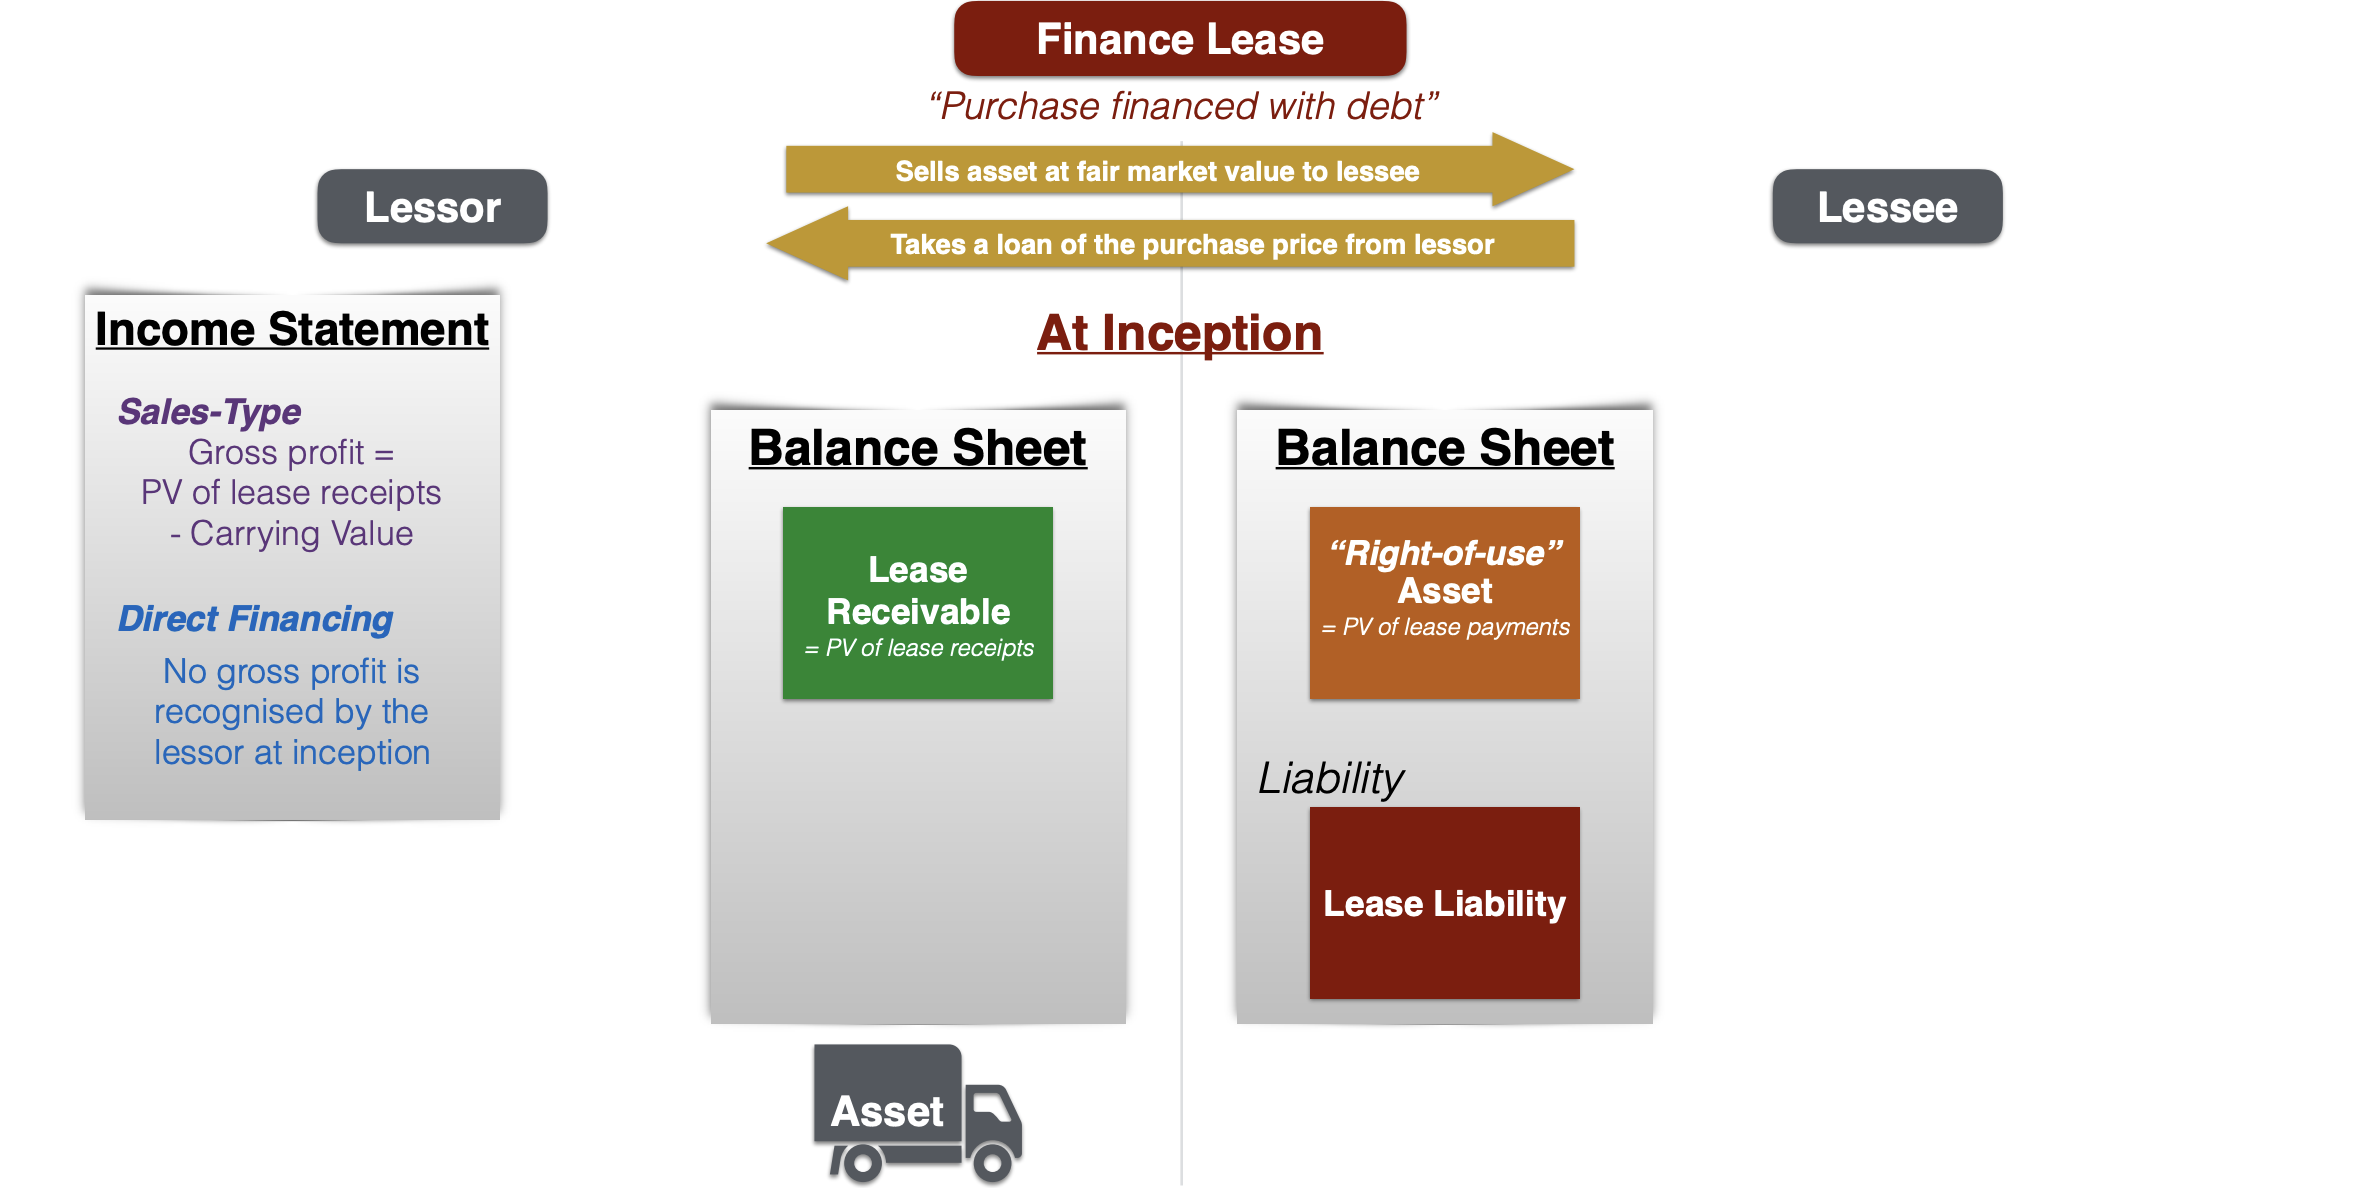 Finance Lease
“Purchase financed with debt”
Sells asset at fair market value to lessee
Takes a loan of the purchase price from lessor
Lessor
Lessee
At Inception
Income Statement
Sales-Type
Gross profit =
PV of lease receipts
- Carrying Value
Direct Financing
No gross profit is
recognised by the
lessor at inception
Balance Sheet
Lease
Receivable
= PV of lease receipts
Asset
Balance Sheet
“Right-of-use”
Asset
= PV of lease payments
Liability
Lease Liability